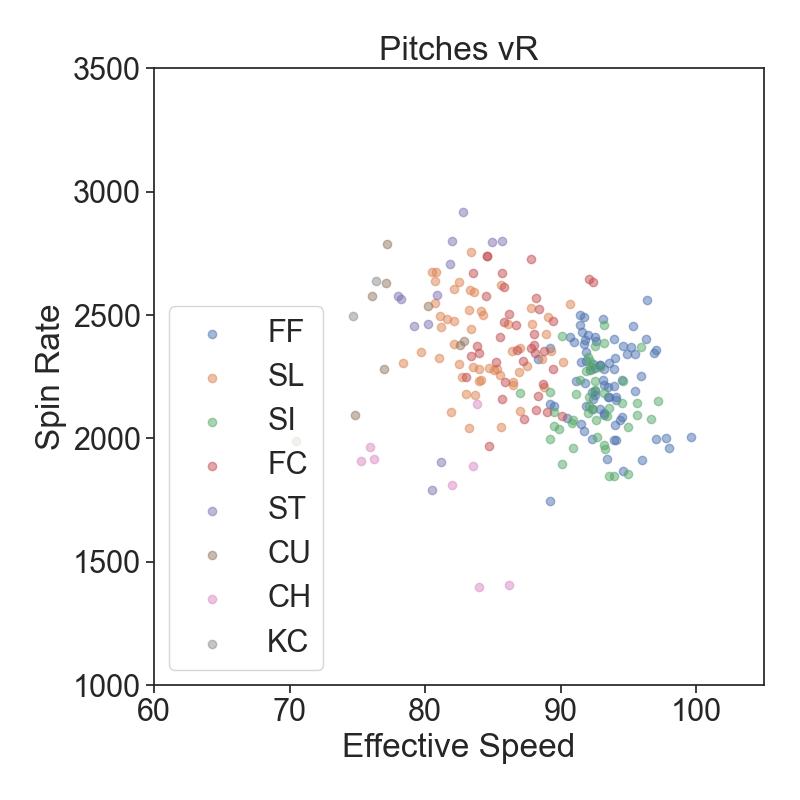 Pitches vR
3500
3000
2500
2000
1500
1000
Spin Rate
FF
SL
SI
FC
ST
CU
CH
KC
60 70 80 90 100
Effective Speed